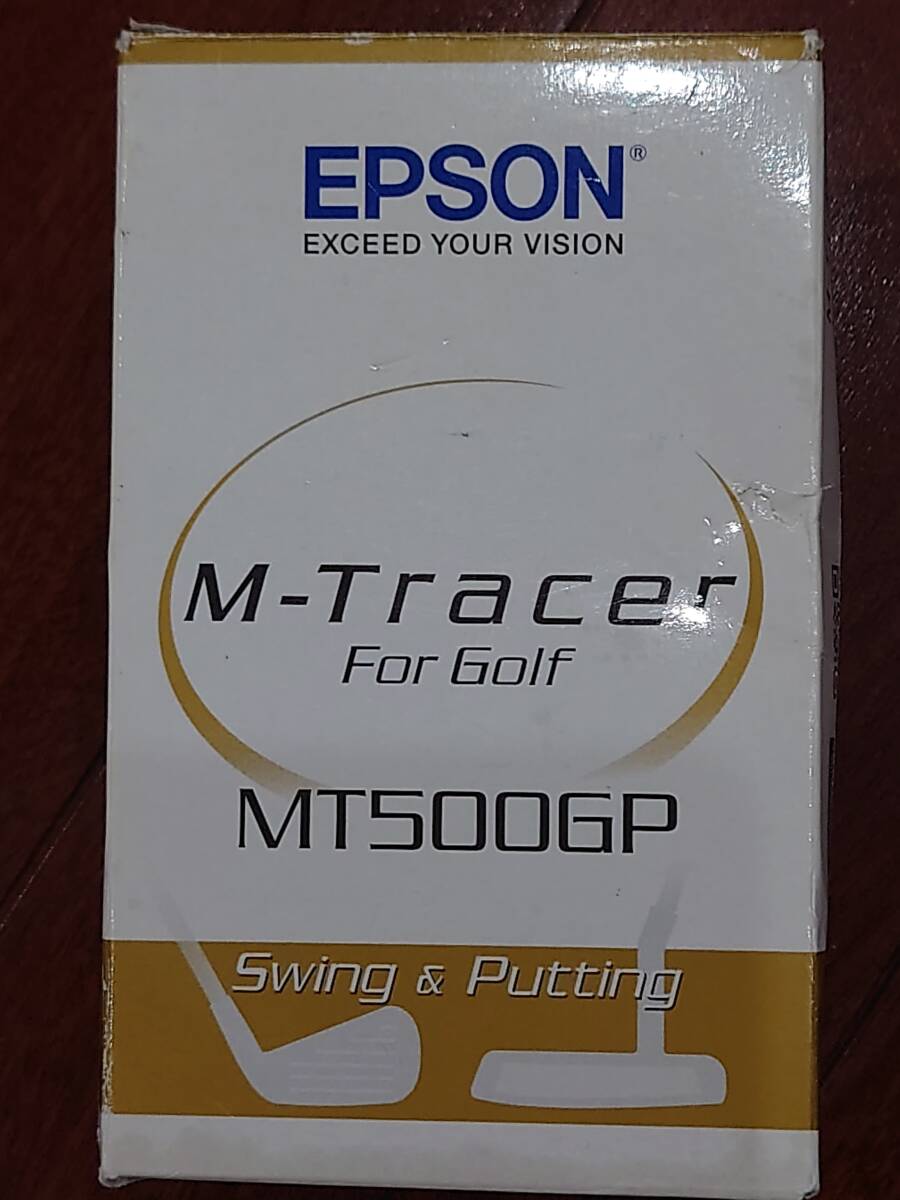 EPSON®
EXCEED YOUR VISION
M-Tracer
For Golf
MT500GP
Swing & Putting